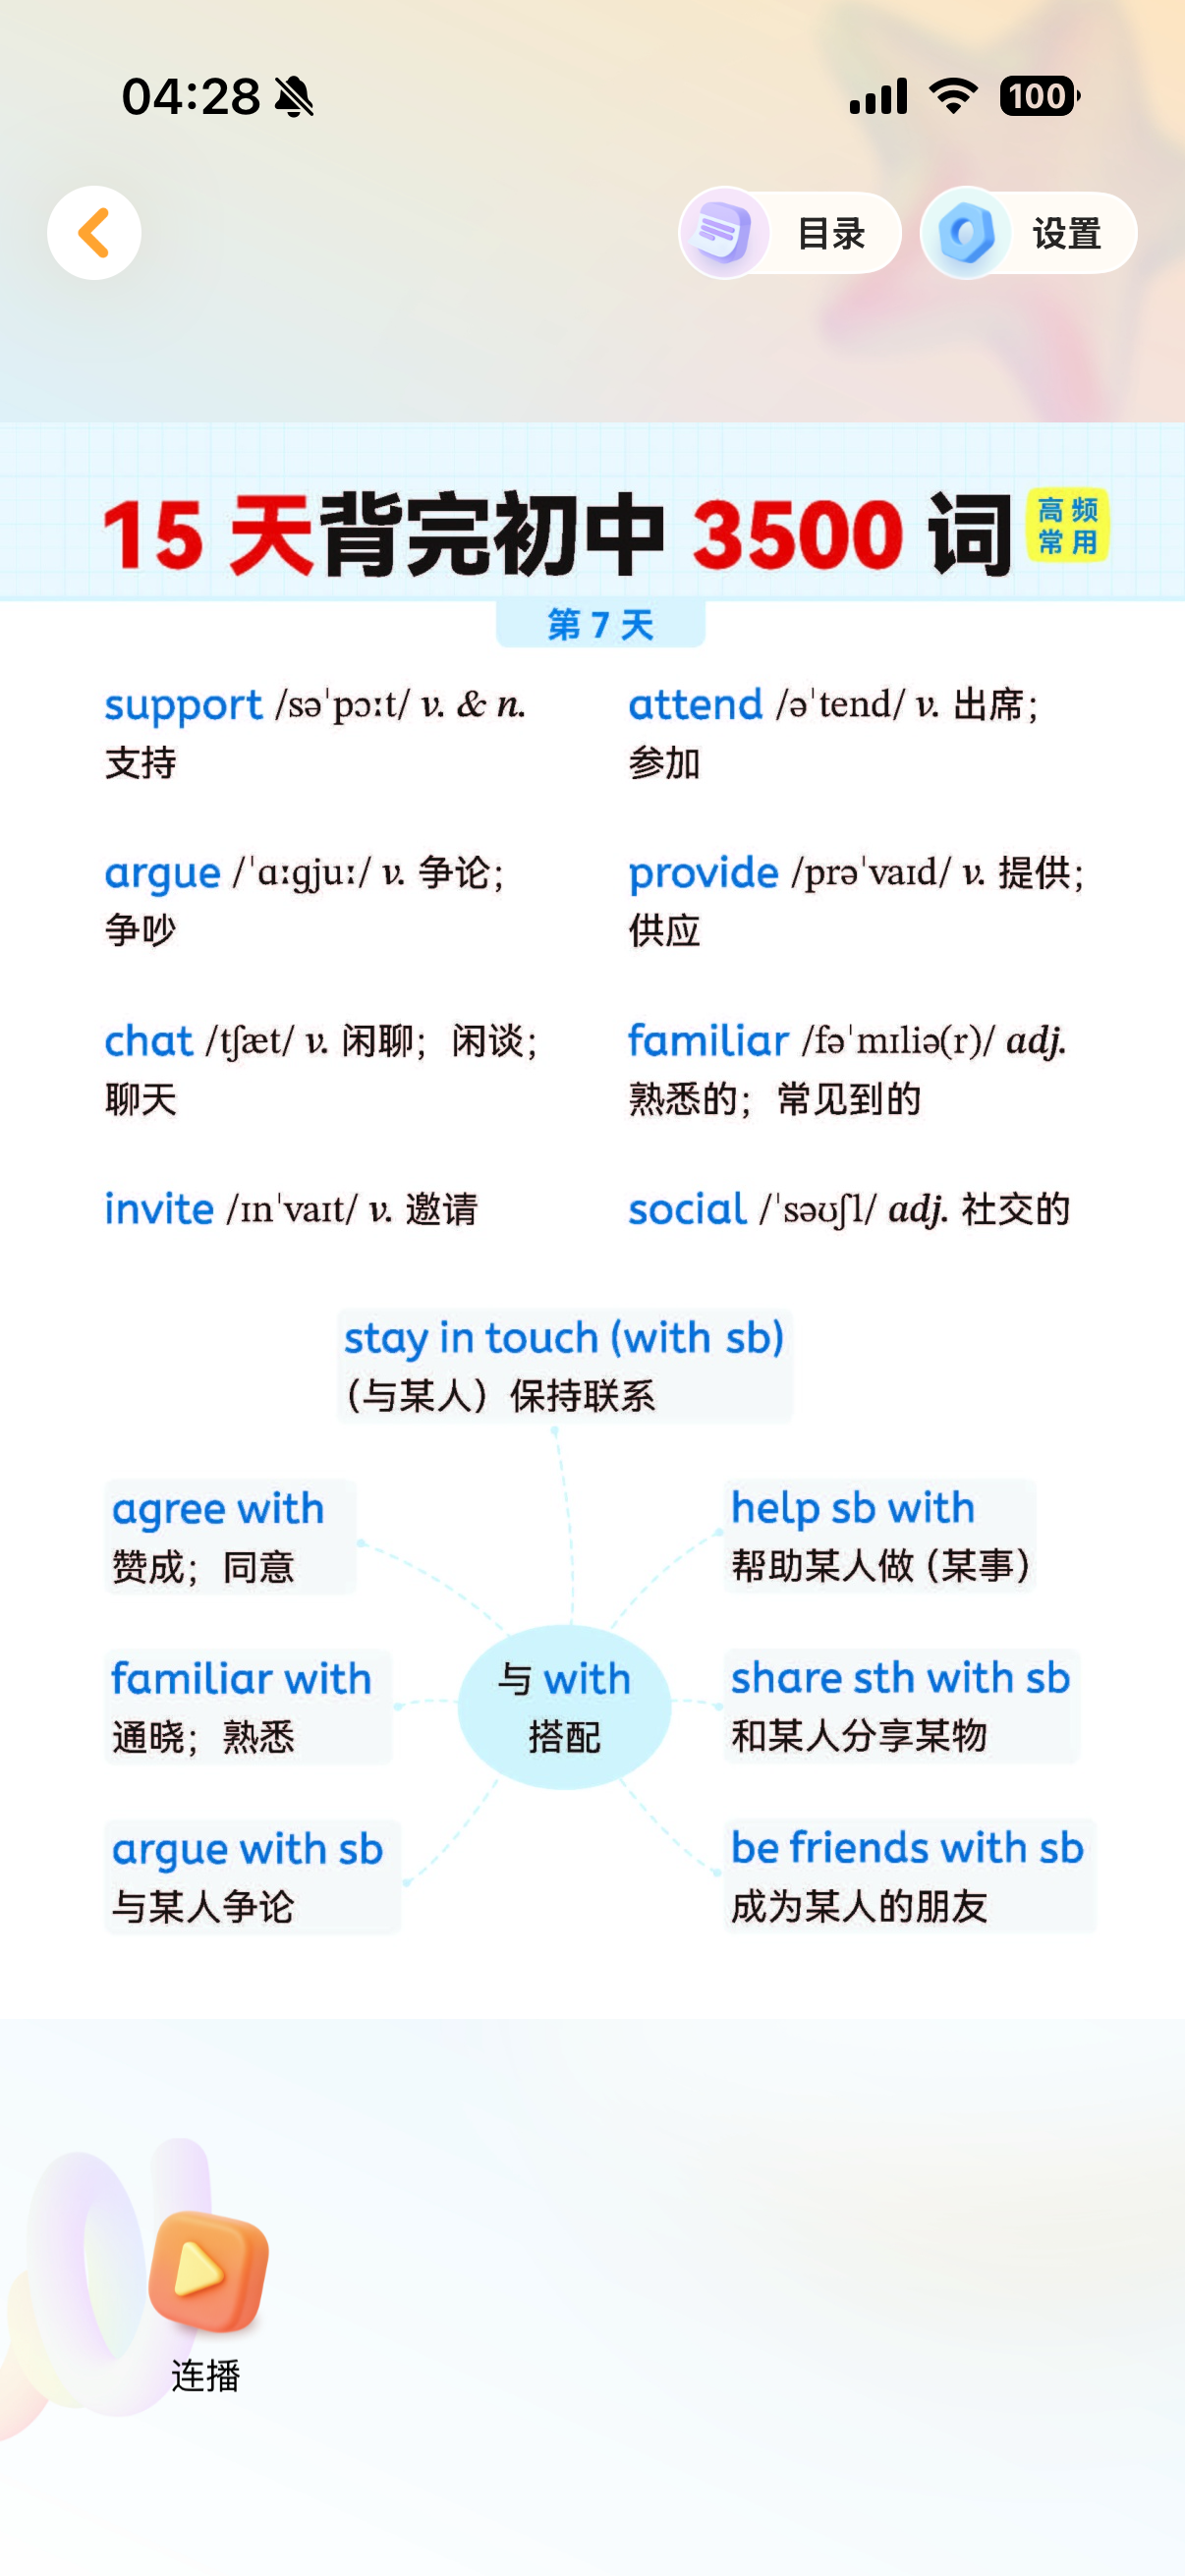 04:28
100
目录
设置
15 天背完初中 3500 词
高频
常用
第 7 天
support /səˈpɔːt/ v. & n.
支持
attend /əˈtend/ v. 出席；
参加
argue /ˈɑːɡjuː/ v. 争论；
争吵
provide /prəˈvaɪd/ v. 提供；
供应
chat /tʃæt/ v. 闲聊；闲谈；
聊天
familiar /fəˈmɪliə(r)/ adj.
熟悉的；常见到的
invite /ɪnˈvaɪt/ v. 邀请
social /ˈsəʊʃl/ adj. 社交的
stay in touch (with sb)
（与某人）保持联系
agree with
赞成；同意
help sb with
帮助某人做（某事）
familiar with
通晓；熟悉
与 with
搭配
share sth with sb
和某人分享某物
argue with sb
与某人争论
be friends with sb
成为某人的朋友
连播